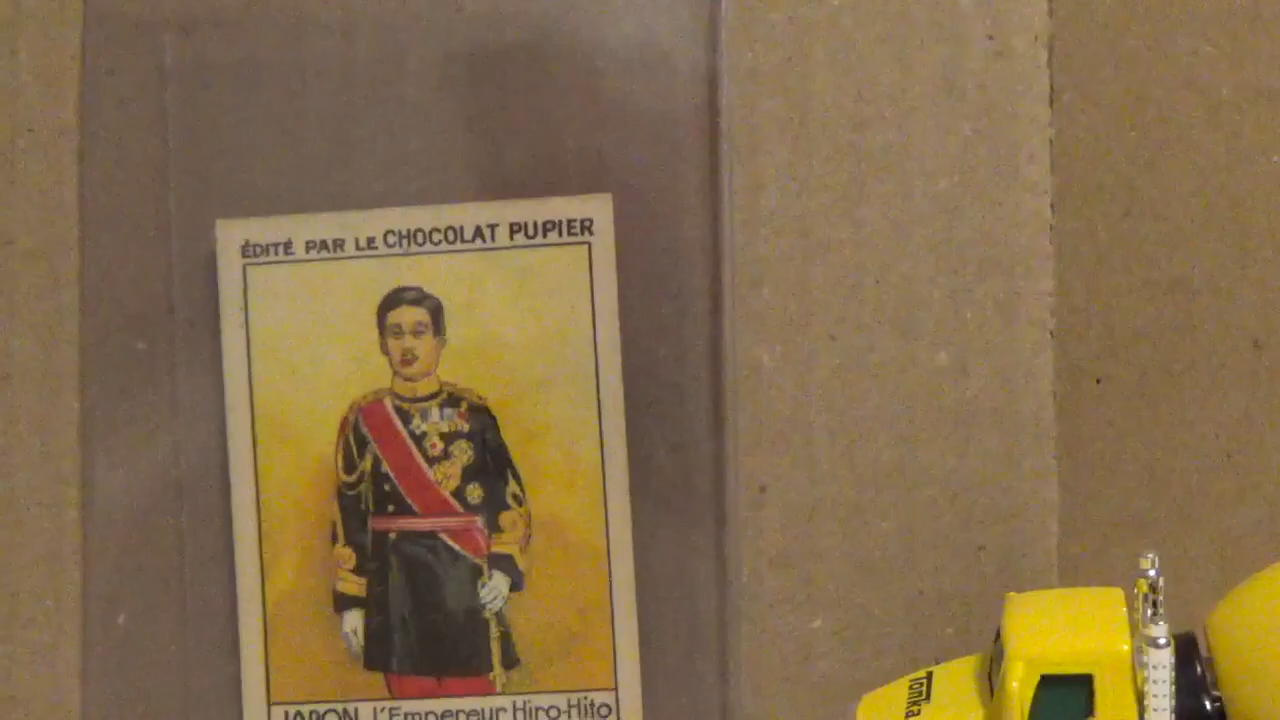 ÉDITÉ PAR LE CHOCOLAT PUPIER
JAPON. L'Empereur Hiro-Hito
Tonka